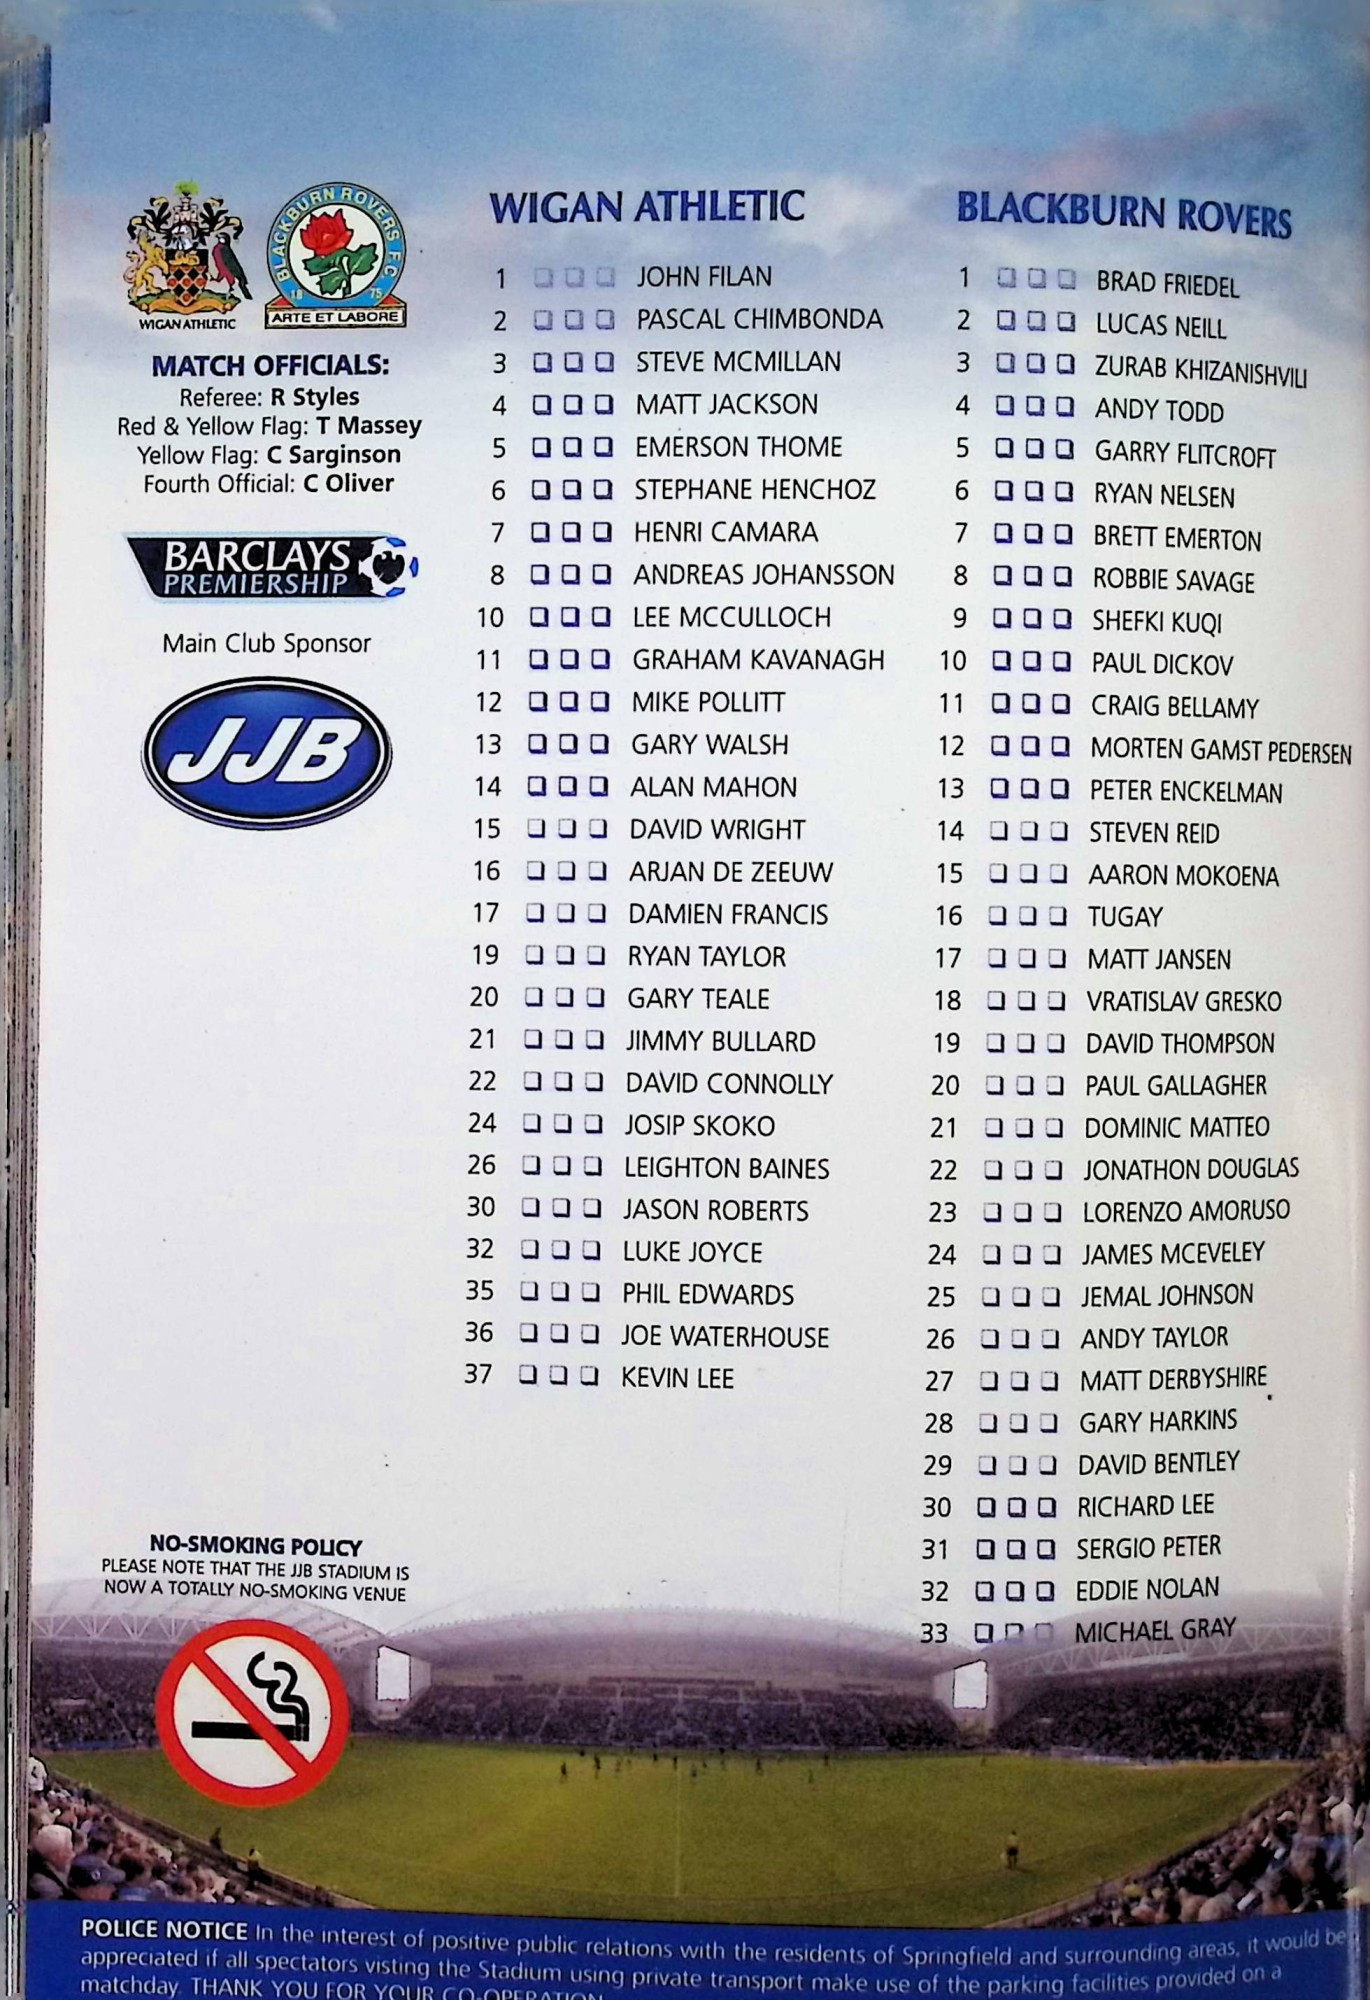 BLACKBURN ROVERS F.C.
18 75
ARTE ET LABORE
WIGAN ATHLETIC
MATCH OFFICIALS:
Referee: R Styles
Red & Yellow Flag: T Massey
Yellow Flag: C Sarginson
Fourth Official: C Oliver
BARCLAYS
PREMIERSHIP
Main Club Sponsor
JJB
NO-SMOKING POLICY
PLEASE NOTE THAT THE JJB STADIUM IS
NOW A TOTALLY NO-SMOKING VENUE
WIGAN ATHLETIC
1 JOHN FILAN
2 PASCAL CHIMBONDA
3 STEVE MCMILLAN
4 MATT JACKSON
5 EMERSON THOME
6 STEPHANE HENCHOZ
7 HENRI CAMARA
8 ANDREAS JOHANSSON
10 LEE MCCULLOCH
11 GRAHAM KAVANAGH
12 MIKE POLLITT
13 GARY WALSH
14 ALAN MAHON
15 DAVID WRIGHT
16 ARJAN DE ZEEUW
17 DAMIEN FRANCIS
19 RYAN TAYLOR
20 GARY TEALE
21 JIMMY BULLARD
22 DAVID CONNOLLY
24 JOSIP SKOKO
26 LEIGHTON BAINES
30 JASON ROBERTS
32 LUKE JOYCE
35 PHIL EDWARDS
36 JOE WATERHOUSE
37 KEVIN LEE
BLACKBURN ROVERS
1 BRAD FRIEDEL
2 LUCAS NEILL
3 ZURAB KHIZANISHVILI
4 ANDY TODD
5 GARRY FLITCROFT
6 RYAN NELSEN
7 BRETT EMERTON
8 ROBBIE SAVAGE
9 SHEFKI KUQI
10 PAUL DICKOV
11 CRAIG BELLAMY
12 MORTEN GAMST PEDERSEN
13 PETER ENCKELMAN
14 STEVEN REID
15 AARON MOKOENA
16 TUGAY
17 MATT JANSEN
18 VRATISLAV GRESKO
19 DAVID THOMPSON
20 PAUL GALLAGHER
21 DOMINIC MATTEO
22 JONATHON DOUGLAS
23 LORENZO AMORUSO
24 JAMES MCEVELEY
25 JEMAL JOHNSON
26 ANDY TAYLOR
27 MATT DERBYSHIRE
28 GARY HARKINS
29 DAVID BENTLEY
30 RICHARD LEE
31 SERGIO PETER
32 EDDIE NOLAN
33 MICHAEL GRAY
POLICE NOTICE In the interest of positive public relations with the residents of Springfield and surrounding areas, it would be
appreciated if all spectators visting the Stadium using private transport make use of the parking facilities provided on a
matchday. THANK YOU FOR YOUR CO-OPERATION